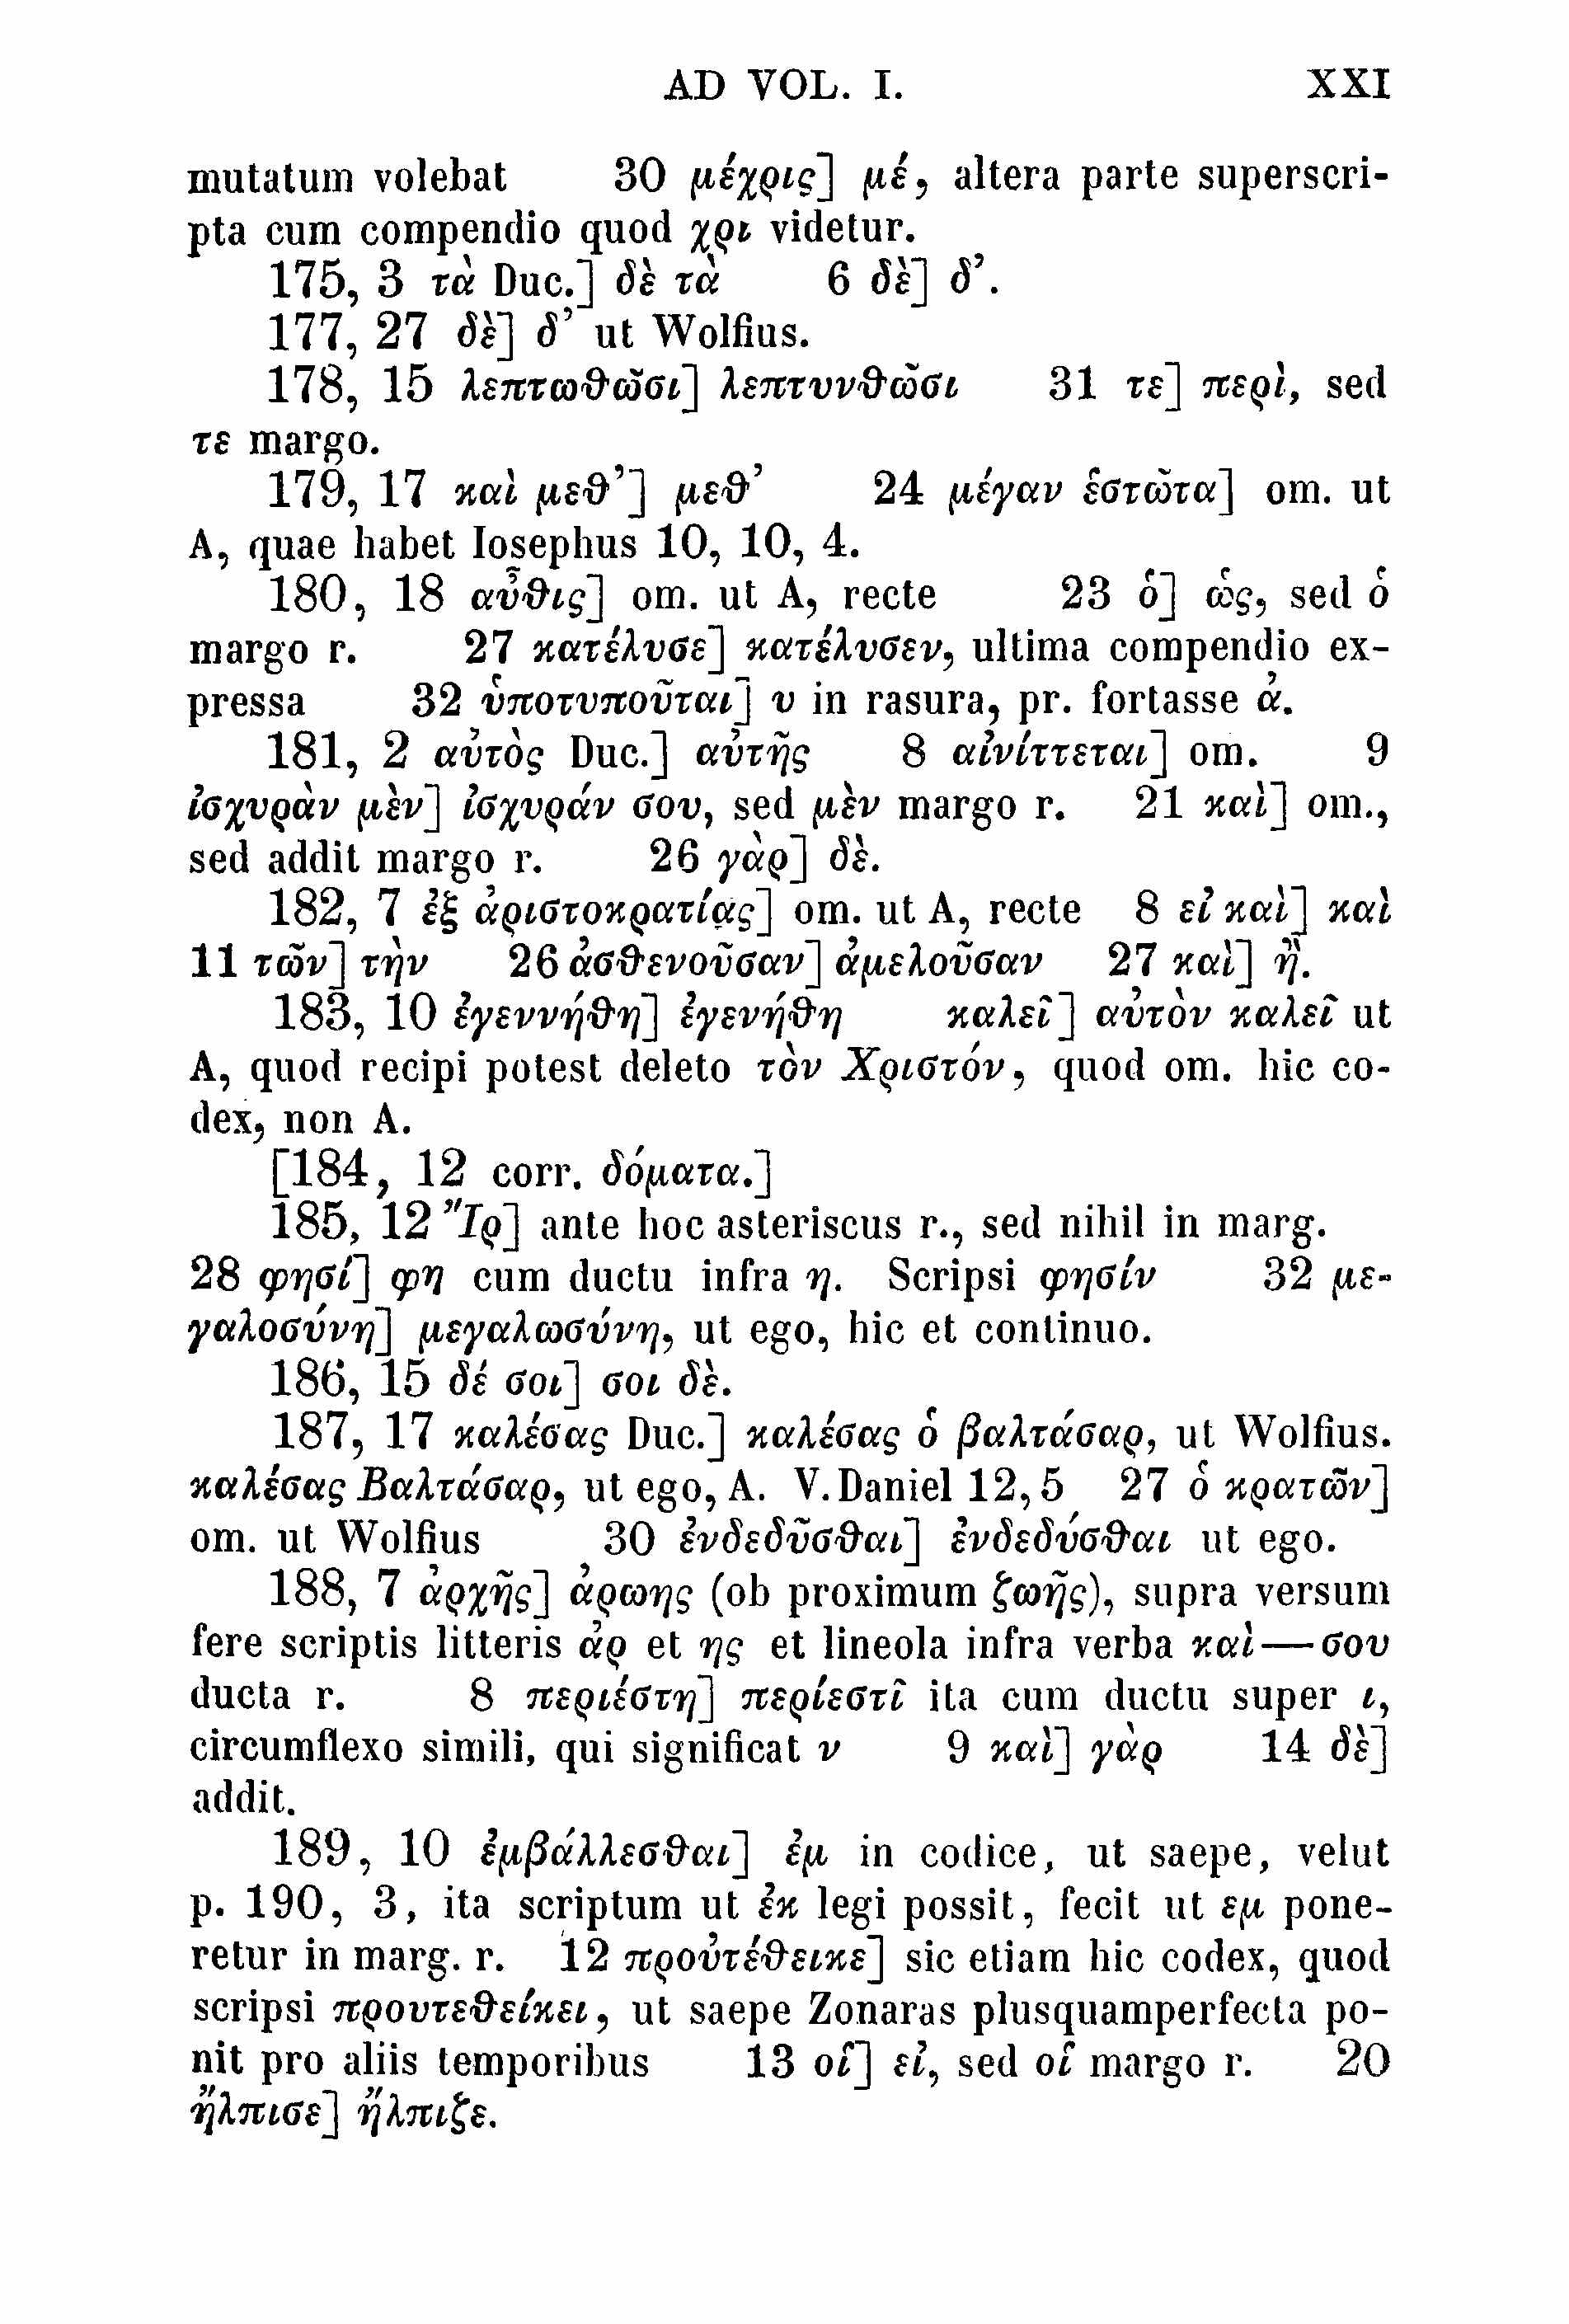 AD VOL. I. XXI
mutatum volebat 30 μέχρις] μέ, altera parte superscri-
pta cum compendio quod χρι videtur.
175, 3 τὰ Duc.] δὲ τὰ 6 δὲ] δ’.
177, 27 δὲ] δ’ ut Wolfius.
178, 15 λεπτωθῶσι] λεπτυνθῶσι 31 τε] περὶ, sed
τε margo.
179, 17 καὶ μεθ’] μεθ’ 24 μέγαν ἑστῶτα] om. ut
A, quae habet Iosephus 10, 10, 4.
180, 18 αὖθις] om. ut A, recte 23 ὁ] ὡς, sed ὁ
margo r. 27 κατέλυσε] κατέλυσεν, ultima compendio ex-
pressa 32 ὑποτυποῦται] υ in rasura, pr. fortasse ἀ.
181, 2 αὐτὸς Duc.] αὐτῆς 8 αἰνίττεται] om. 9
ἰσχυρὰν μὲν] ἰσχυράν σου, sed μὲν margo r. 21 καὶ] om.,
sed addit margo r. 26 γὰρ] δὲ.
182, 7 ἐξ ἀριστοκρατίας] om. ut A, recte 8 εἰ καὶ] καὶ
11 τῶν] τὴν 26 ἀσθενοῦσαν] ἀμελοῦσαν 27 καὶ] ἢ.
183, 10 ἐγεννήθη] ἐγενήθη καλεῖ] αὐτὸν καλεῖ ut
A, quod recipi potest deleto τὸν Χριστόν, quod om. hic co-
dex, non A.
[184, 12 corr. δόματα.]
185, 12 Ἴρ] ante hoc asteriscus r., sed nihil in marg.
28 φησί] φη cum ductu infra η. Scripsi φησίν 32 με-
γαλοσύνη] μεγαλωσύνη, ut ego, hic et continuo.
186, 15 δέ σοι] σοι δὲ.
187, 17 καλέσας Duc.] καλέσας ὁ βαλτάσαρ, ut Wolfius.
καλέσας Βαλτάσαρ, ut ego, A. V. Daniel 12, 5 27 ὁ κρατῶν]
om. ut Wolfius 30 ἐνδεδῦσθαι] ἐνδεδύσθαι ut ego.
188, 7 ἀρχῆς] ἀρωης (ob proximum ζωῆς), supra versum
fere scriptis litteris ἀρ et ης et lineola infra verba καὶ—σου
ducta r. 8 περιέστη] περίεστῖ ita cum ductu super ι,
circumflexo simili, qui significat ν 9 καὶ] γὰρ 14 δὲ]
addit.
189, 10 ἐμβάλλεσθαι] ἐμ in codice, ut saepe, velut
p. 190, 3, ita scriptum ut ἐκ legi possit, fecit ut εμ pone-
retur in marg. r. 12 προὐτέθεικε] sic etiam hic codex, quod
scripsi προυτεθείκει, ut saepe Zonaras plusquamperfecta po-
nit pro aliis temporibus 13 οἵ] εἰ, sed οἵ margo r. 20
ἤλπισε] ἤλπιζε.